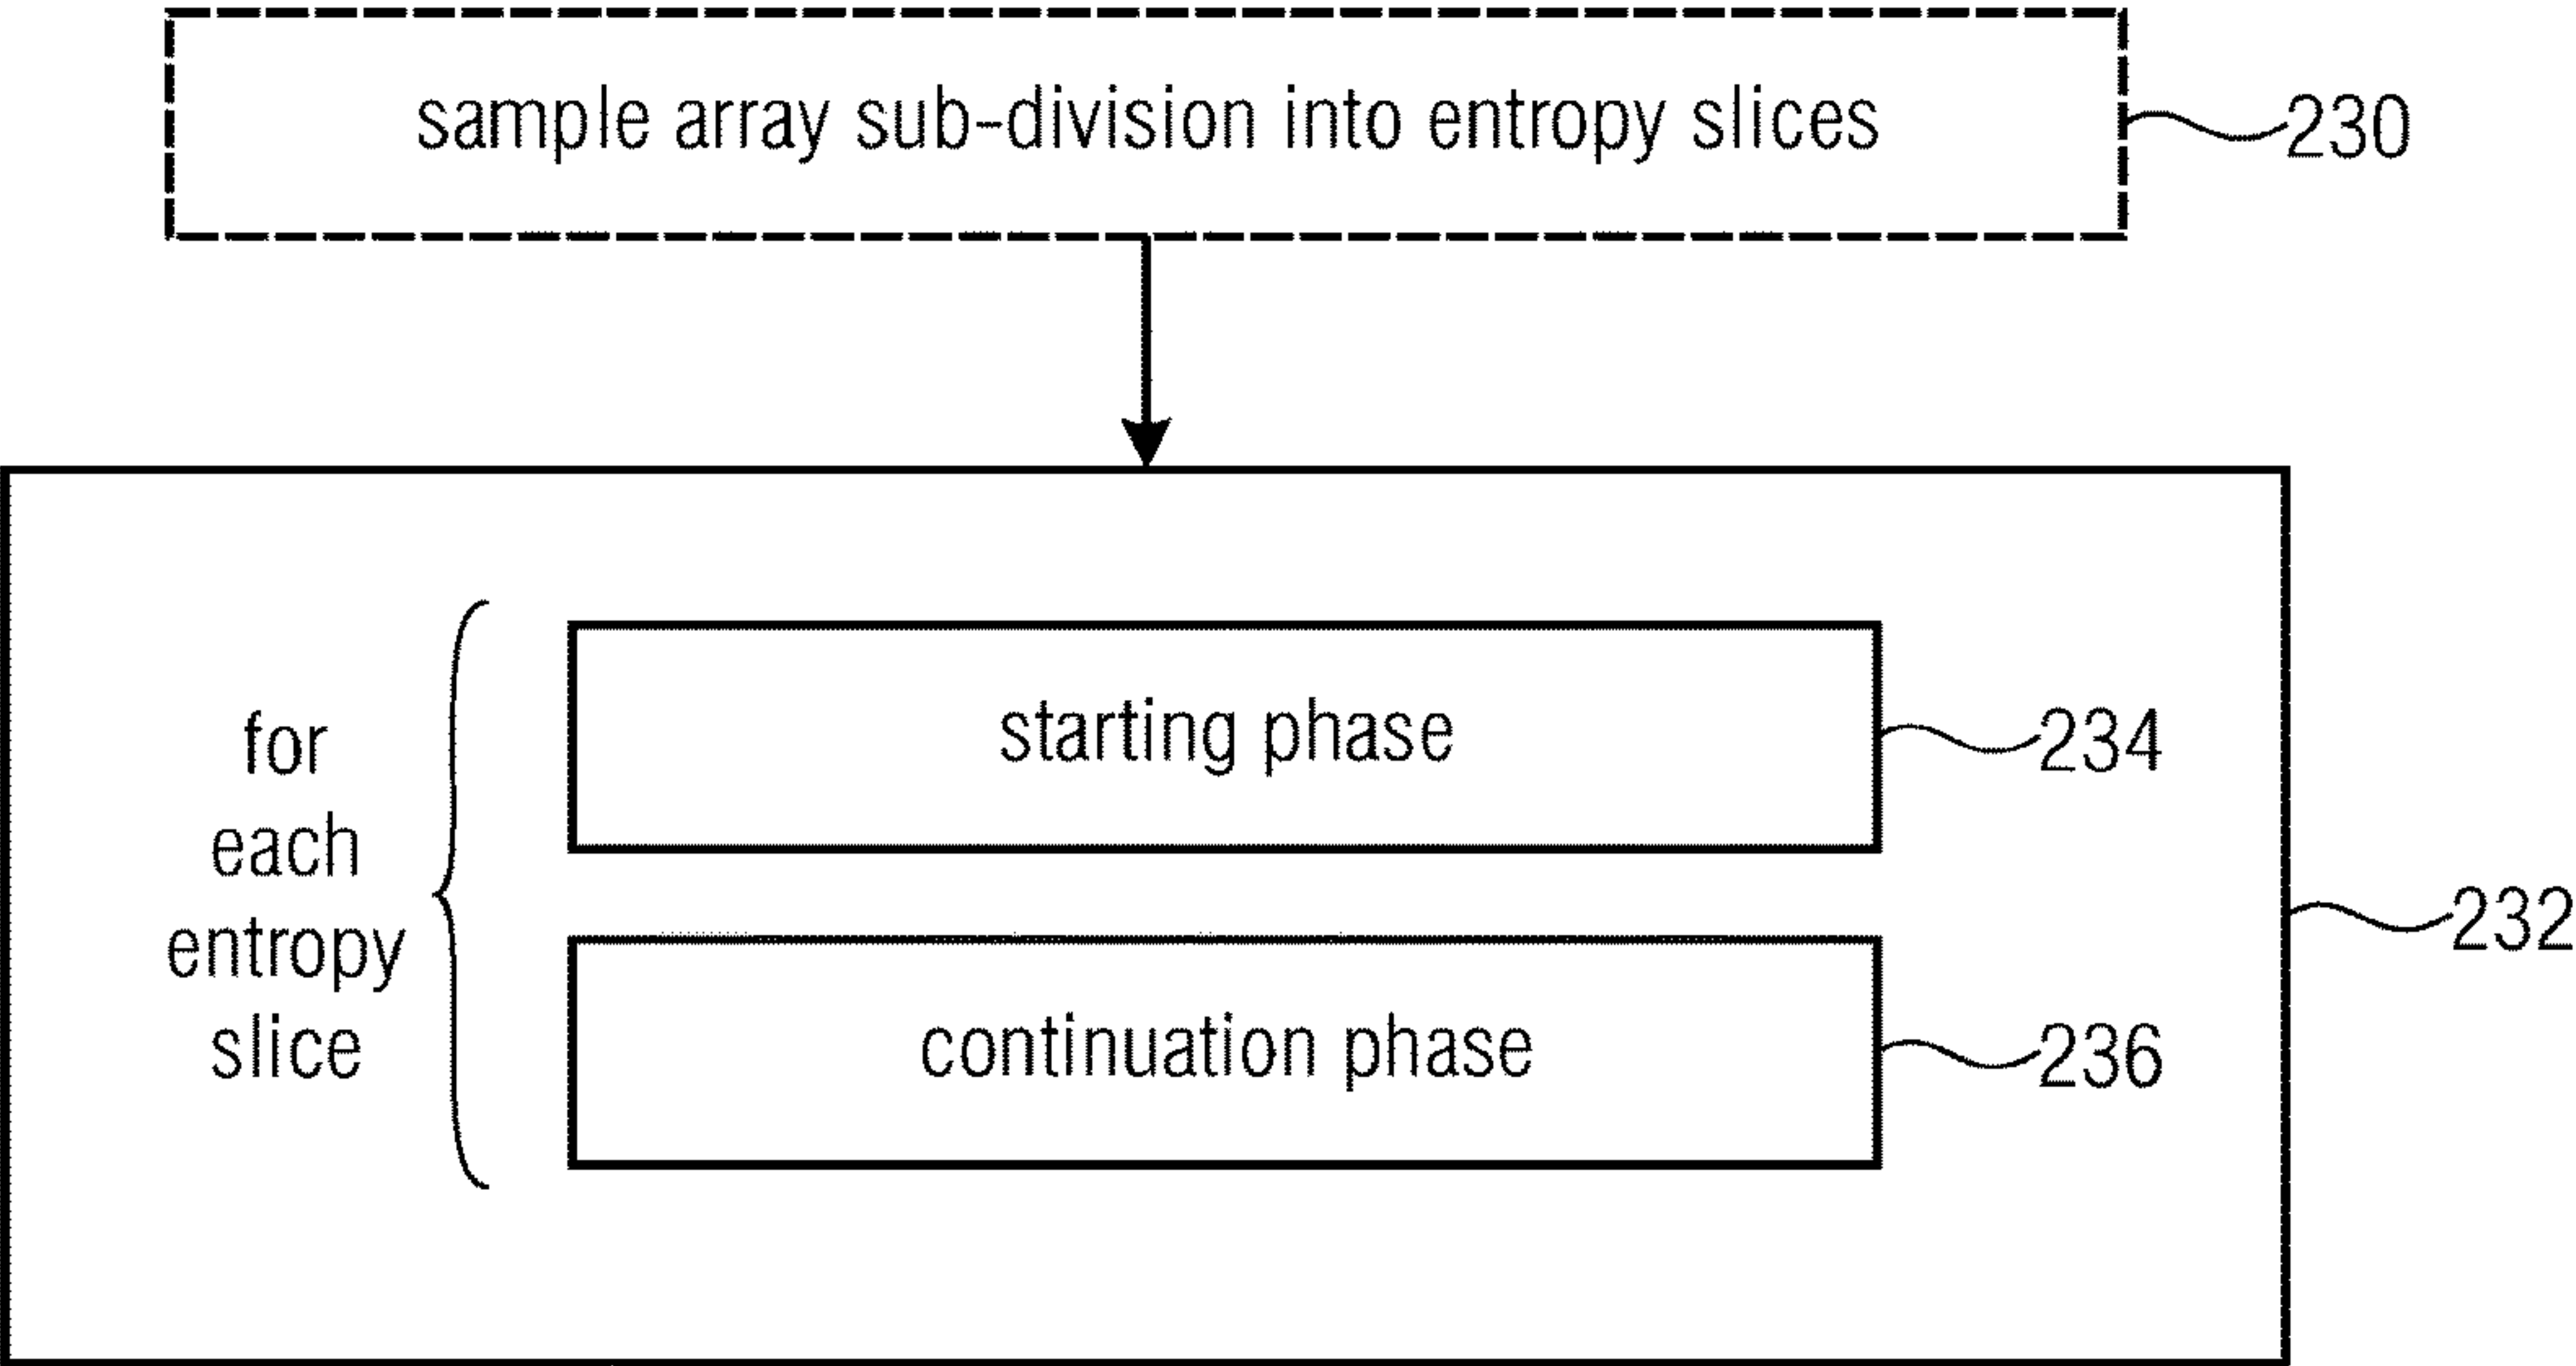 sample array sub-division into entropy slices
230
for
each
entropy
slice
starting phase
234
continuation phase
236
232